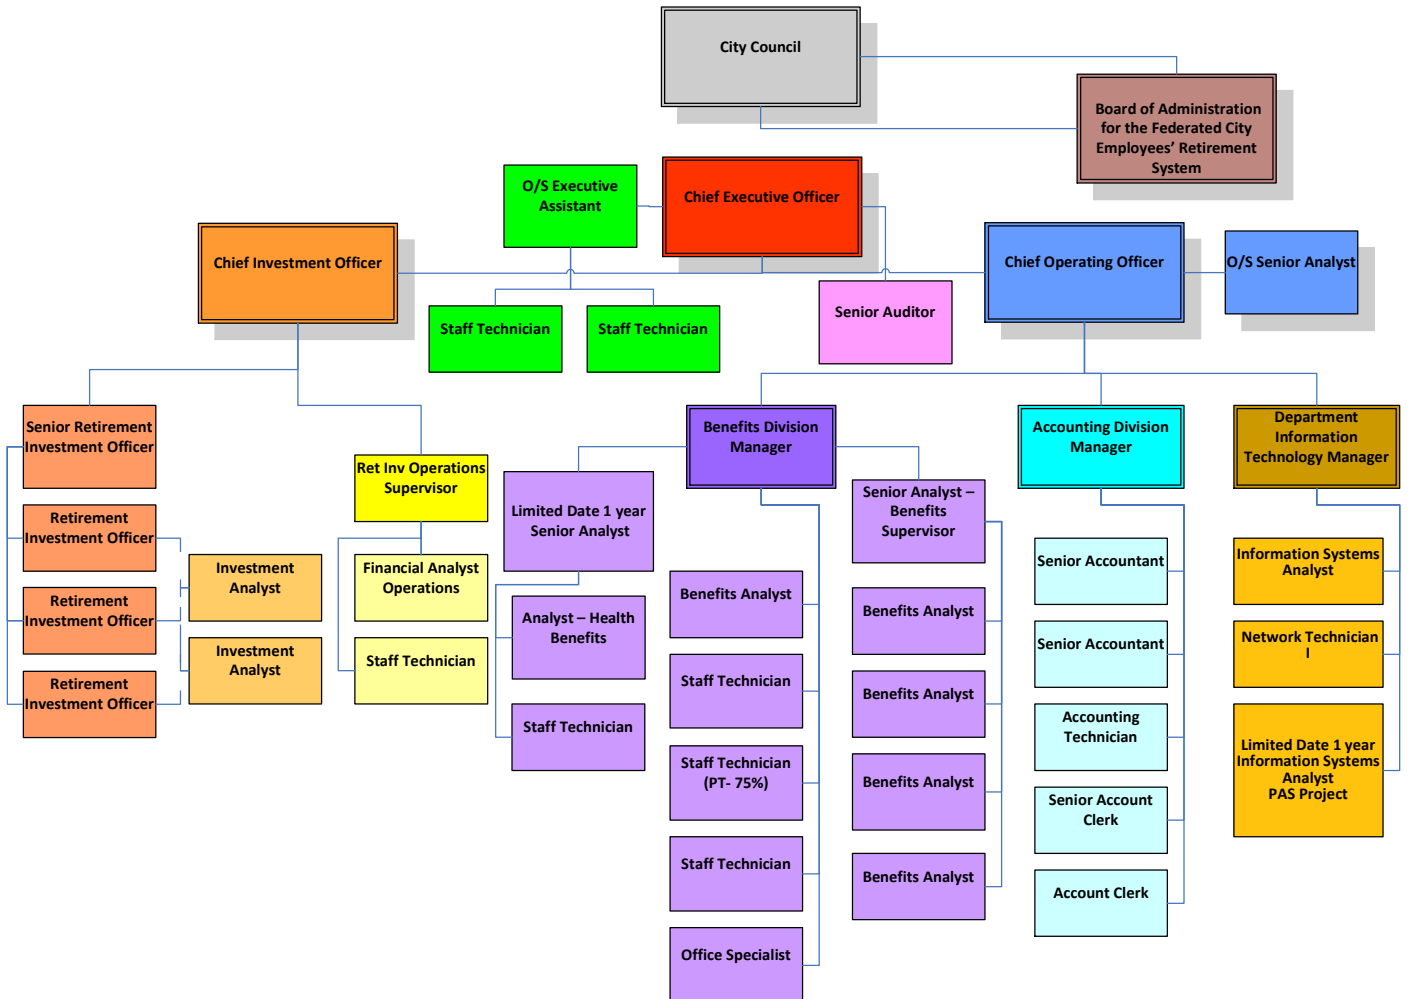 City Council
Board of Administration
for the Federated City
Employees’ Retirement
System
O/S Executive
Assistant
Chief Executive Officer
Chief Investment Officer
Chief Operating Officer
O/S Senior Analyst
Staff Technician
Staff Technician
Senior Auditor
Senior Retirement
Investment Officer
Retirement
Investment Officer
Retirement
Investment Officer
Retirement
Investment Officer
Investment
Analyst
Investment
Analyst
Ret Inv Operations
Supervisor
Financial Analyst
Operations
Staff Technician
Benefits Division
Manager
Limited Date 1 year
Senior Analyst
Analyst – Health
Benefits
Staff Technician
Benefits Analyst
Staff Technician
Staff Technician
(PT- 75%)
Staff Technician
Office Specialist
Senior Analyst –
Benefits
Supervisor
Benefits Analyst
Benefits Analyst
Benefits Analyst
Benefits Analyst
Accounting Division
Manager
Senior Accountant
Senior Accountant
Accounting
Technician
Senior Account
Clerk
Account Clerk
Department
Information
Technology Manager
Information Systems
Analyst
Network Technician
I
Limited Date 1 year
Information Systems
Analyst
PAS Project